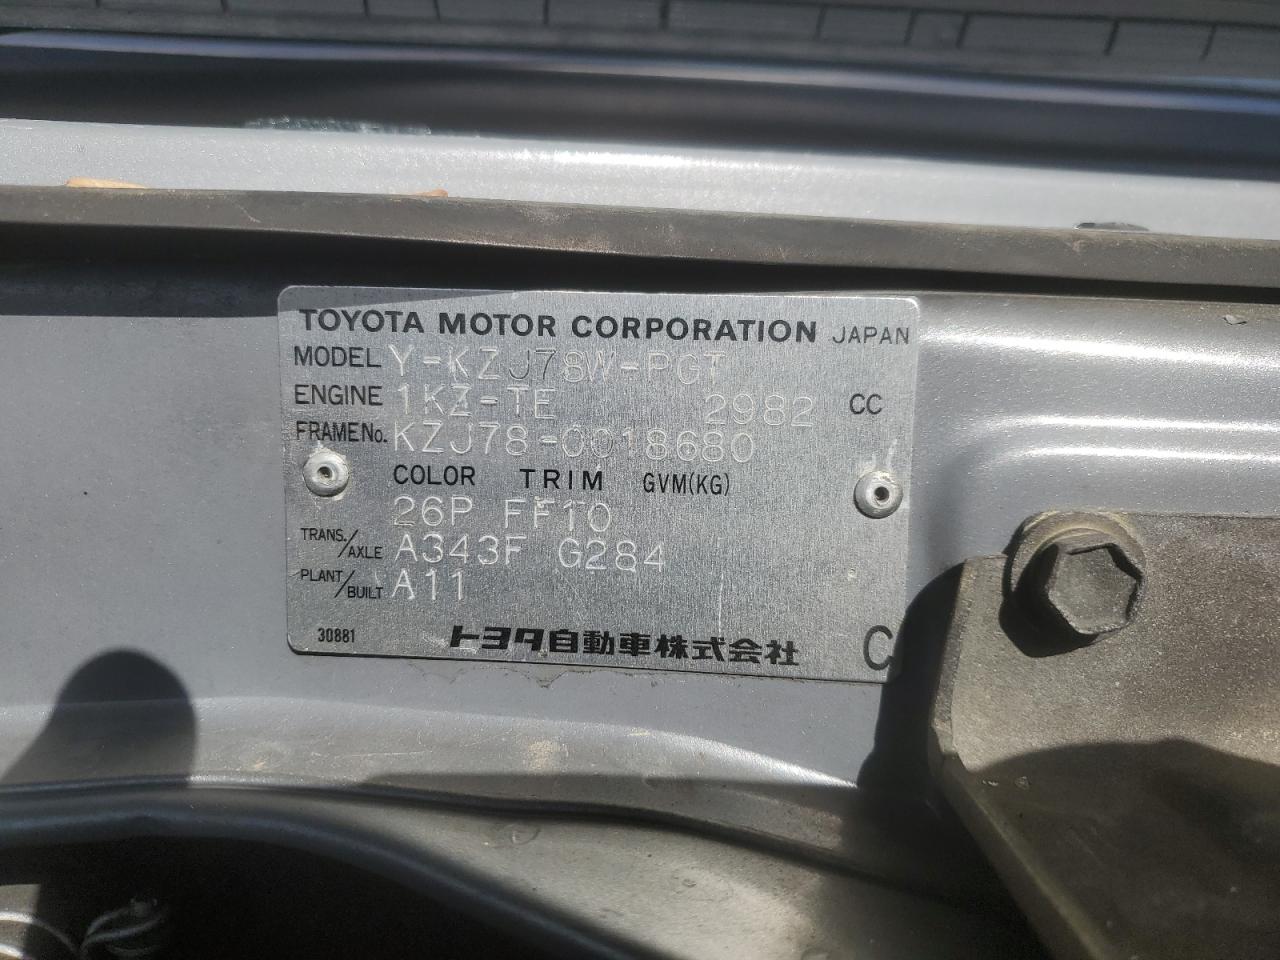 TOYOTA MOTOR CORPORATION JAPAN
MODEL Y-KZJ78W-PGT
ENGINE 1KZ-TE 2982 CC
FRAME No. KZJ78-0018680
COLOR TRIM GVM(KG)
26P FF10
TRANS./AXLE A343F G284
PLANT/BUILT A11
30881 トヨタ自動車株式会社 C